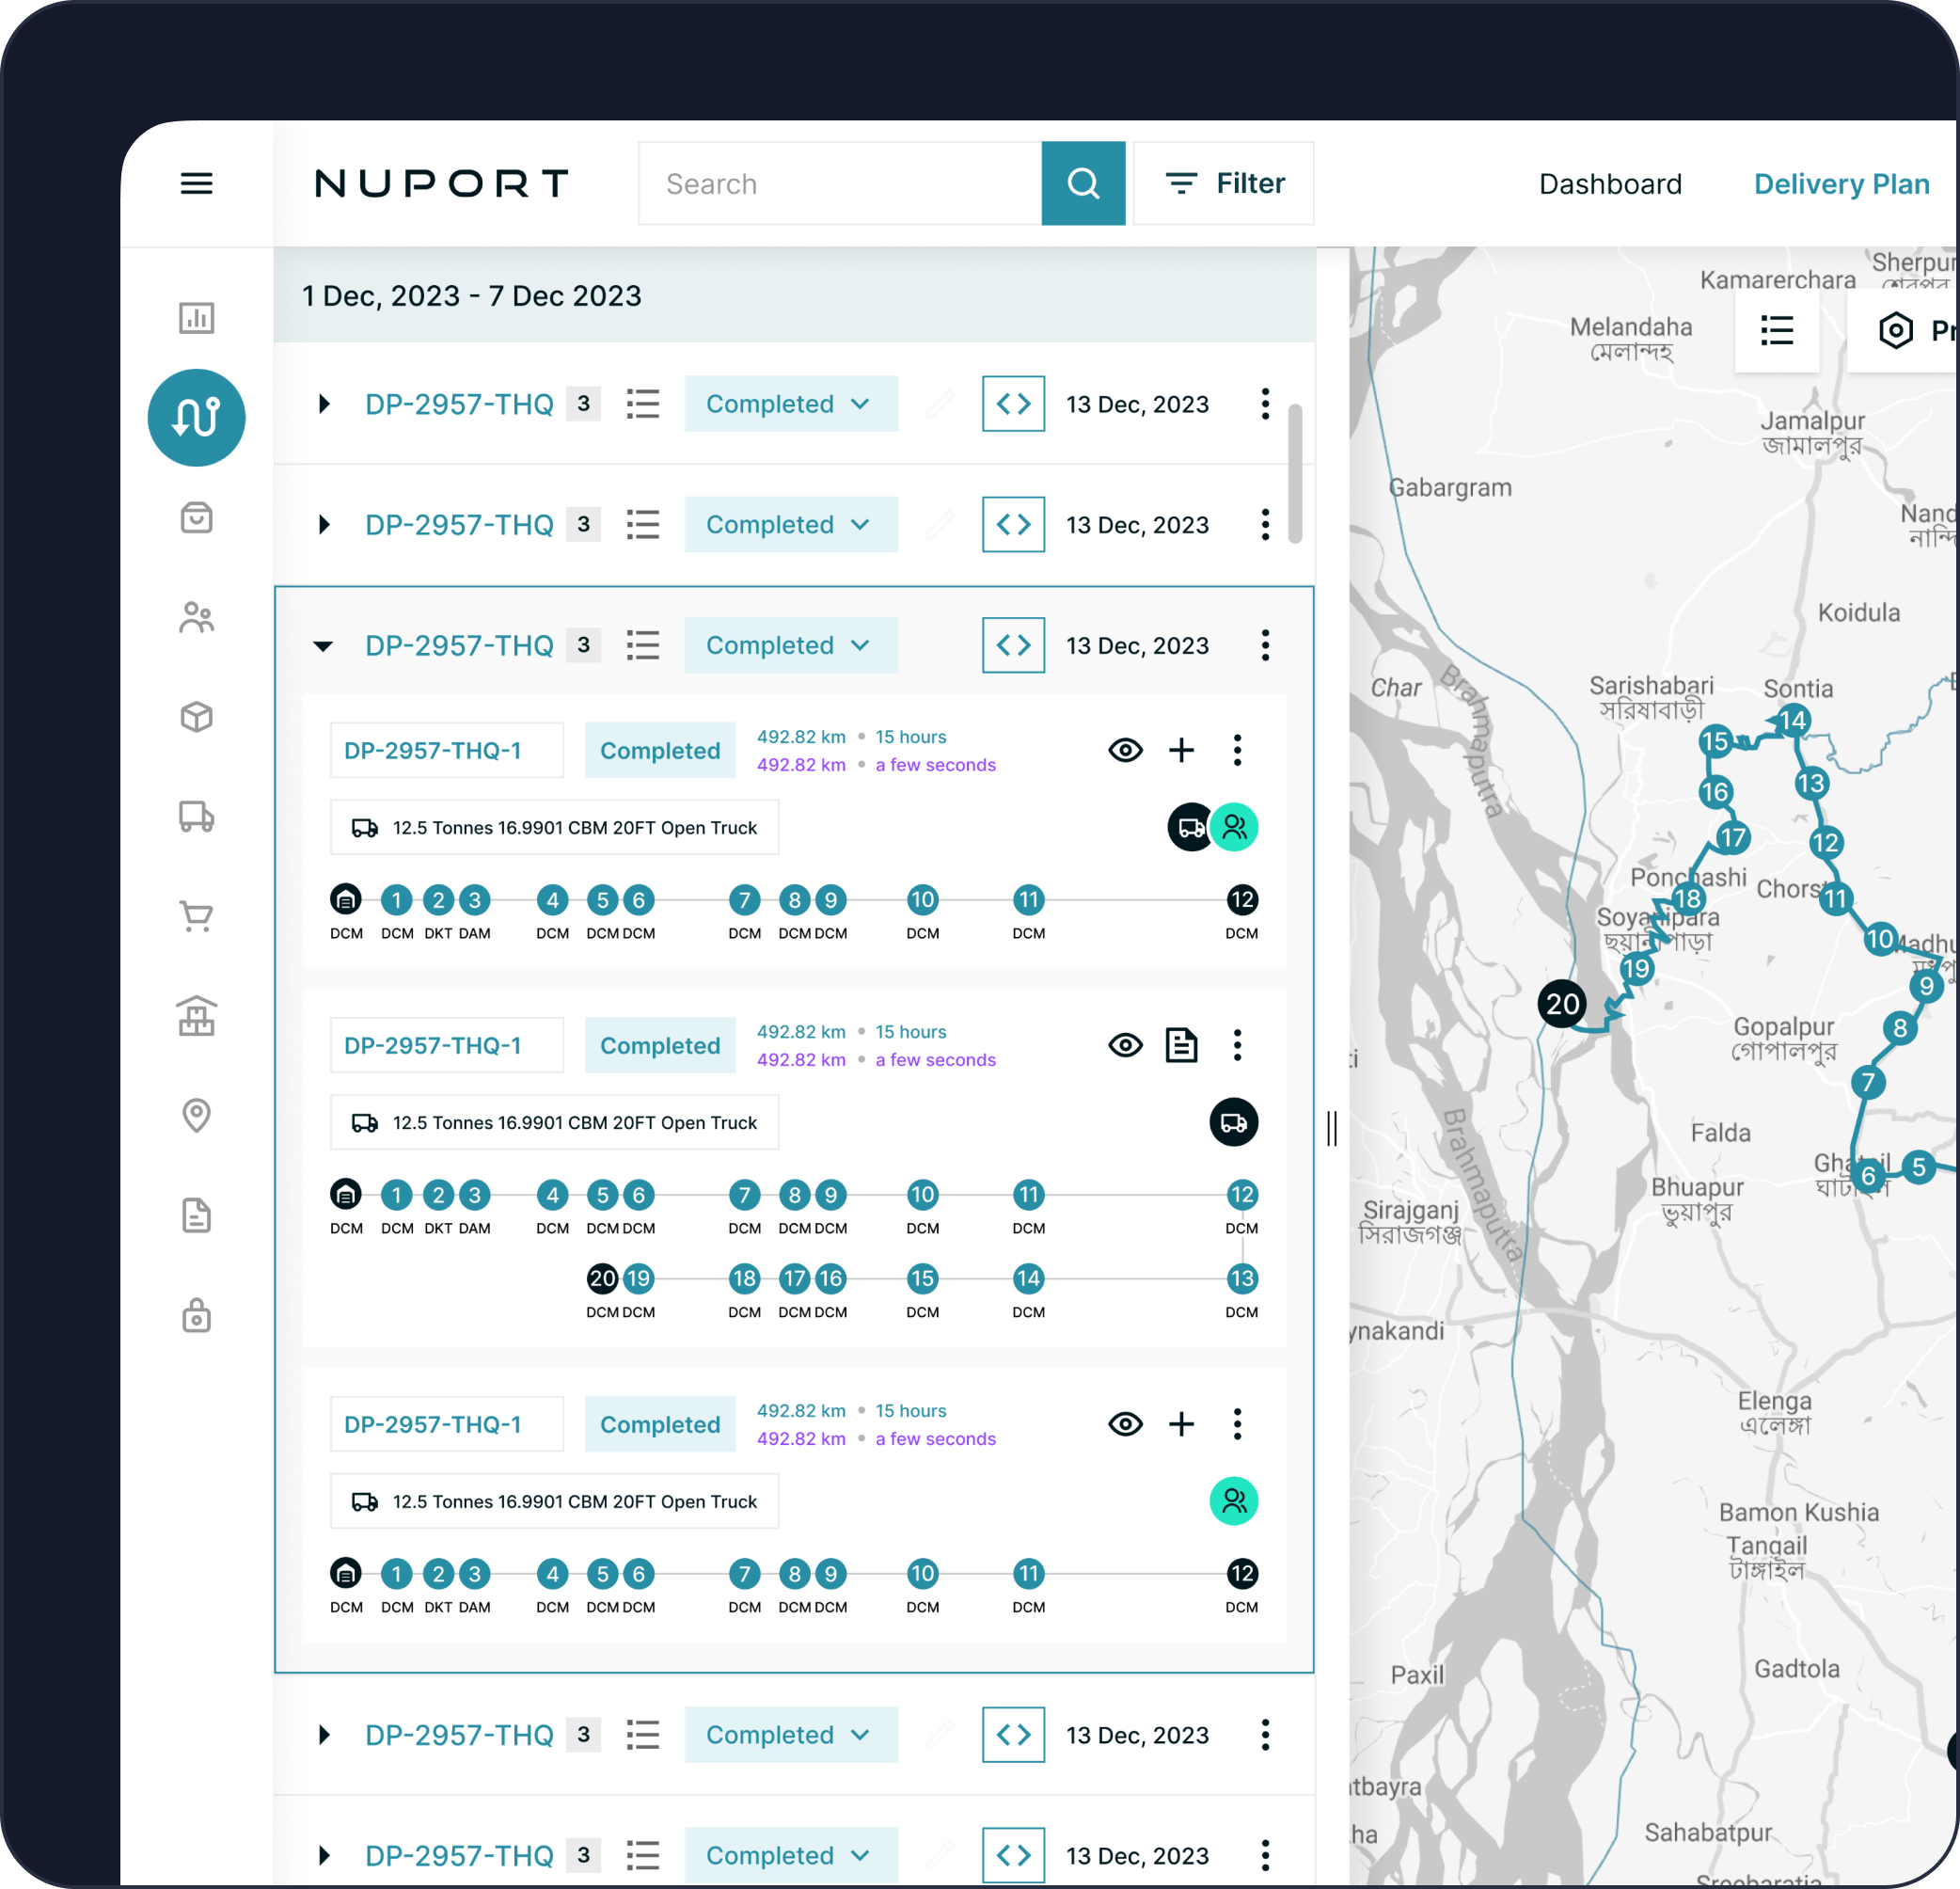 NUPORT
Search
Filter
Dashboard
Delivery Plan
1 Dec, 2023 - 7 Dec 2023
DP-2957-THQ 3 Completed 13 Dec, 2023
DP-2957-THQ 3 Completed 13 Dec, 2023
DP-2957-THQ 3 Completed 13 Dec, 2023
DP-2957-THQ-1 Completed
492.82 km • 15 hours
492.82 km • a few seconds
12.5 Tonnes 16.9901 CBM 20FT Open Truck
1 2 3 4 5 6 7 8 9 10 11 12
DCM DCM DKT DAM DCM DCM DCM DCM DCM DCM DCM DCM DCM
DP-2957-THQ-1 Completed
492.82 km • 15 hours
492.82 km • a few seconds
12.5 Tonnes 16.9901 CBM 20FT Open Truck
1 2 3 4 5 6 7 8 9 10 11 12
DCM DCM DKT DAM DCM DCM DCM DCM DCM DCM DCM DCM DCM
20 19 18 17 16 15 14 13
DCM DCM DCM DCM DCM DCM DCM DCM
DP-2957-THQ-1 Completed
492.82 km • 15 hours
492.82 km • a few seconds
12.5 Tonnes 16.9901 CBM 20FT Open Truck
1 2 3 4 5 6 7 8 9 10 11 12
DCM DCM DKT DAM DCM DCM DCM DCM DCM DCM DCM DCM DCM
DP-2957-THQ 3 Completed 13 Dec, 2023
DP-2957-THQ 3 Completed 13 Dec, 2023
Sherpur
Kamarerchara
Melandaha
মেলান্দহ
Pr
Jamalpur
জামালপুর
Gabargram
Nand
নান্দি
Koidula
Char
Brahmaputra
Sarishabari
সরিষাবাড়ী
Sontia
14
15
13
16
17
12
Ponchashi
Chorst
18
11
Soyanipara
10
Madhu
19
9
20
8
Gopalpur
গোপালপুর
7
Falda
Brahmaputra
5
6
Bhuapur
ভুয়াপুর
Sirajganj
সিরাজগঞ্জ
ynakandi
Elenga
এলেঙ্গা
Bamon Kushia
Tangail
টাঙ্গাইল
Paxil
Gadtola
atbayra
Sahabatpur